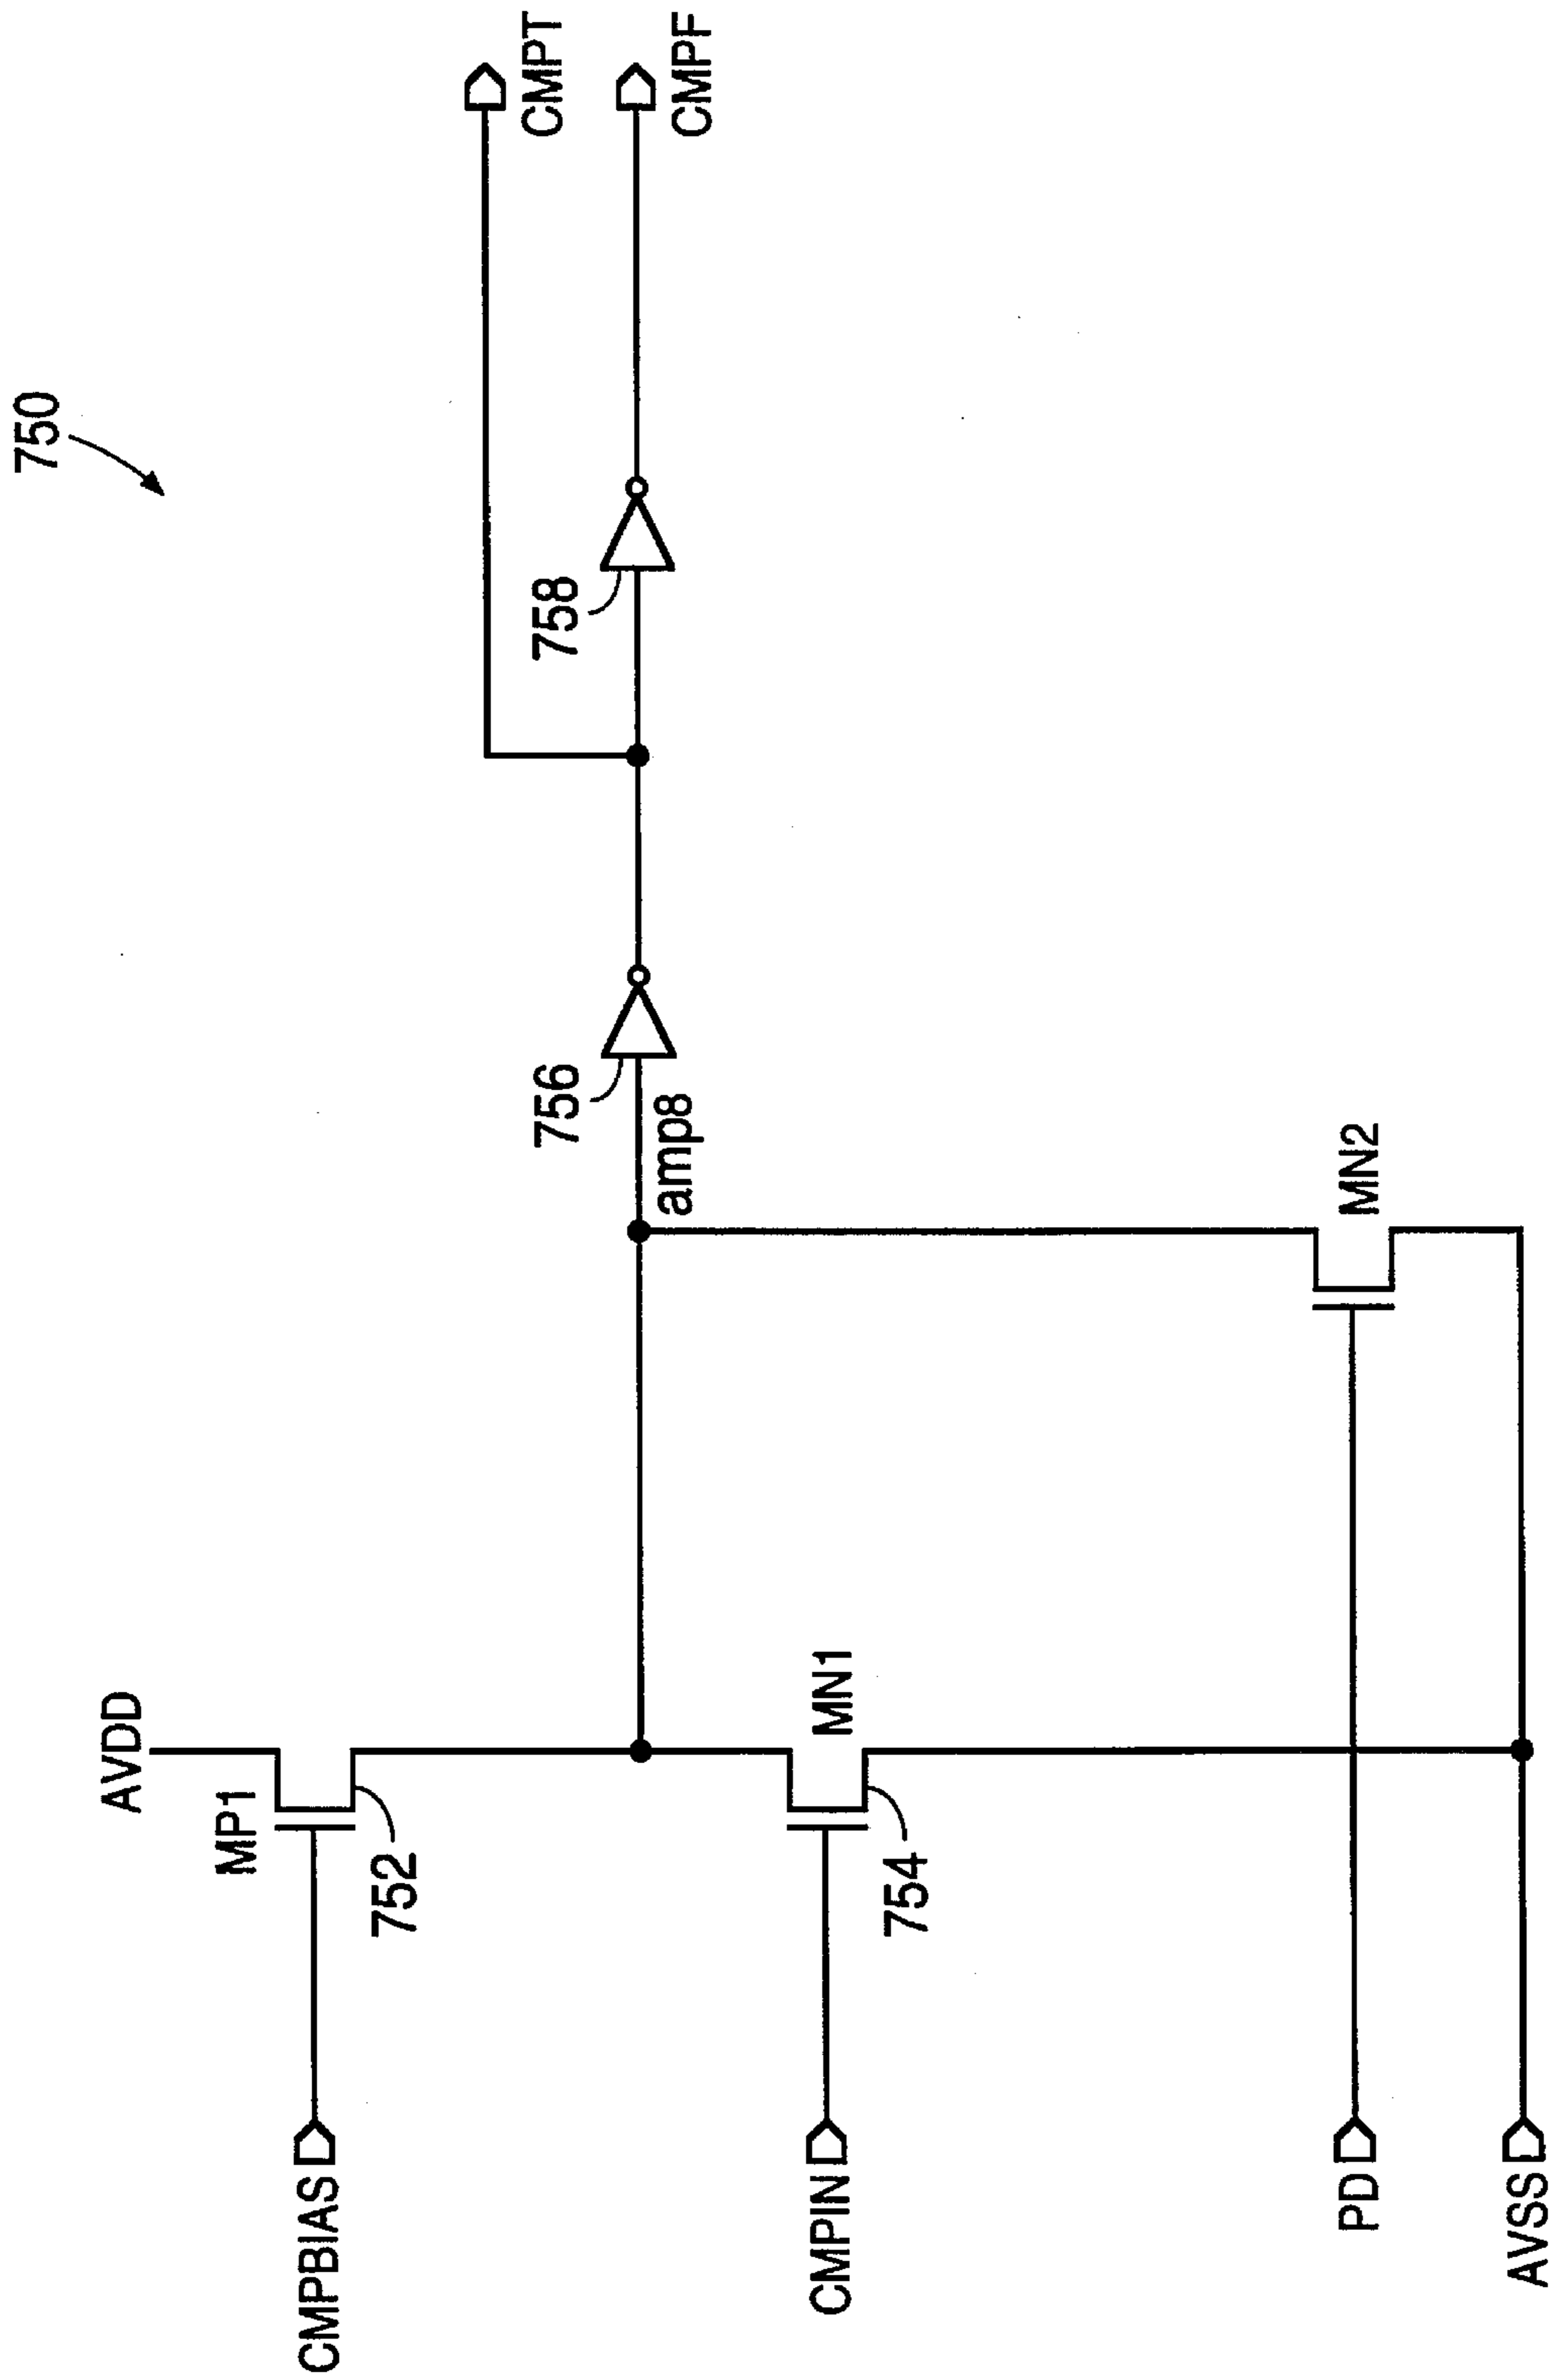 750
AVDD
MP1
CMPBIAS
752
CMPT
756
758
amp8
CMPF
MN1
CMPIN
754
MN2
PD
AVSS